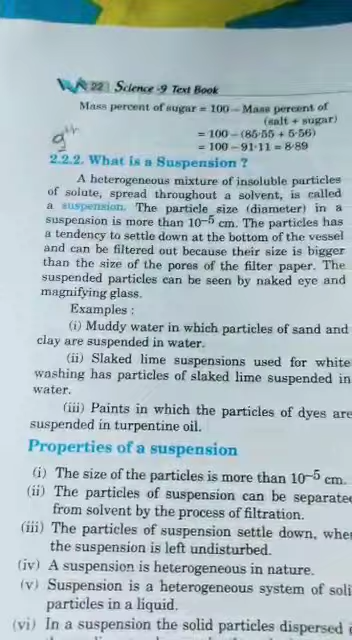 22 Science -9 Text Book
Mass percent of sugar = 100 – Mass percent of
(salt + sugar)
= 100 – (85·55 + 5·56)
= 100 – 91·11 = 8·89
9th
2.2.2. What is a Suspension ?
A heterogeneous mixture of insoluble particles
of solute, spread throughout a solvent, is called
a suspension. The particle size (diameter) in a
suspension is more than 10–5 cm. The particles has
a tendency to settle down at the bottom of the vessel
and can be filtered out because their size is bigger
than the size of the pores of the filter paper. The
suspended particles can be seen by naked eye and
magnifying glass.
Examples :
(i) Muddy water in which particles of sand and
clay are suspended in water.
(ii) Slaked lime suspensions used for white
washing has particles of slaked lime suspended in
water.
(iii) Paints in which the particles of dyes are
suspended in turpentine oil.
Properties of a suspension
(i) The size of the particles is more than 10–5 cm.
(ii) The particles of suspension can be separate
from solvent by the process of filtration.
(iii) The particles of suspension settle down, whe
the suspension is left undisturbed.
(iv) A suspension is heterogeneous in nature.
(v) Suspension is a heterogeneous system of soli
particles in a liquid.
(vi) In a suspension the solid particles dispersed